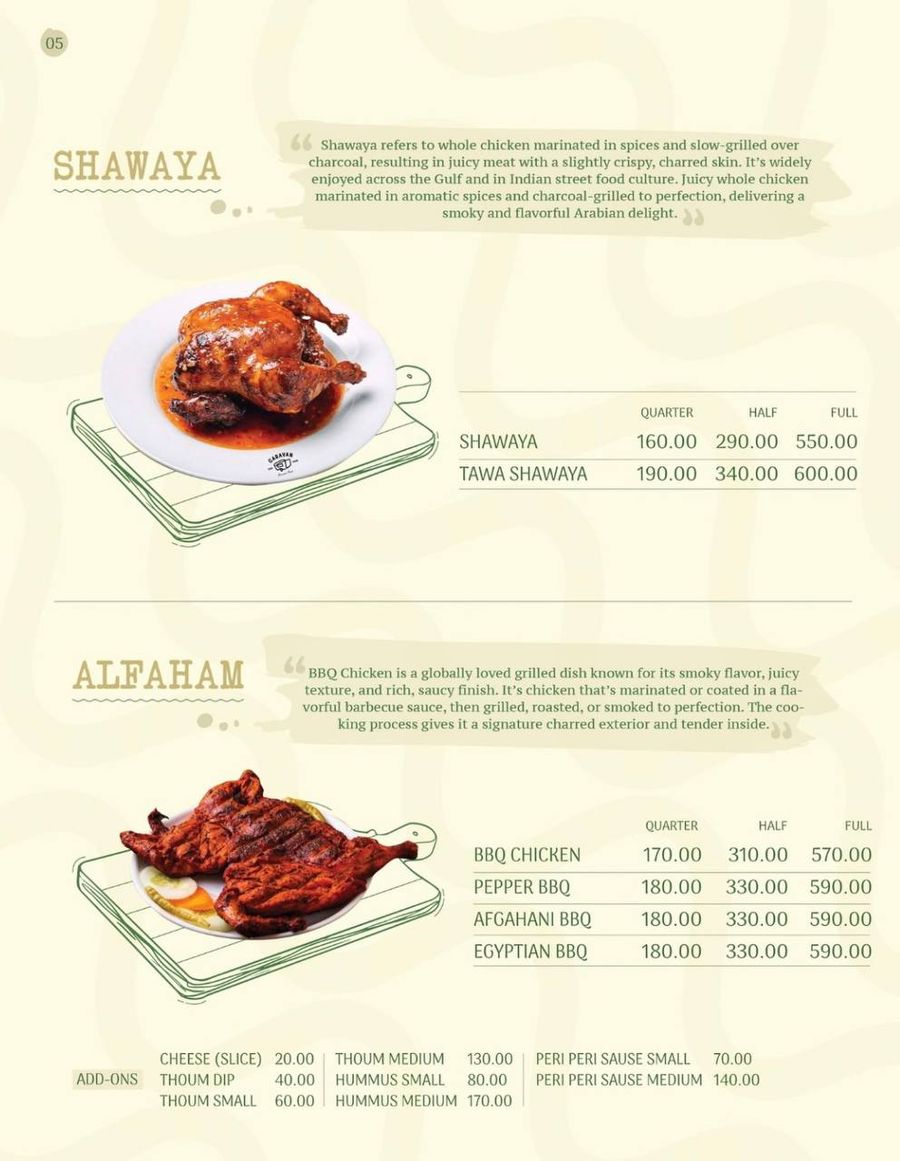 05
SHAWAYA
“ Shawaya refers to whole chicken marinated in spices and slow-grilled over
charcoal, resulting in juicy meat with a slightly crispy, charred skin. It’s widely
enjoyed across the Gulf and in Indian street food culture. Juicy whole chicken
marinated in aromatic spices and charcoal-grilled to perfection, delivering a
smoky and flavorful Arabian delight. ”
CARAVAN
QUARTER HALF FULL
SHAWAYA 160.00 290.00 550.00
TAWA SHAWAYA 190.00 340.00 600.00
ALFAHAM
“ BBQ Chicken is a globally loved grilled dish known for its smoky flavor, juicy
texture, and rich, saucy finish. It’s chicken that’s marinated or coated in a fla-
vorful barbecue sauce, then grilled, roasted, or smoked to perfection. The coo-
king process gives it a signature charred exterior and tender inside. ”
QUARTER HALF FULL
BBQ CHICKEN 170.00 310.00 570.00
PEPPER BBQ 180.00 330.00 590.00
AFGAHANI BBQ 180.00 330.00 590.00
EGYPTIAN BBQ 180.00 330.00 590.00
ADD-ONS
CHEESE (SLICE) 20.00
THOUM DIP 40.00
THOUM SMALL 60.00
THOUM MEDIUM 130.00
HUMMUS SMALL 80.00
HUMMUS MEDIUM 170.00
PERI PERI SAUSE SMALL 70.00
PERI PERI SAUSE MEDIUM 140.00